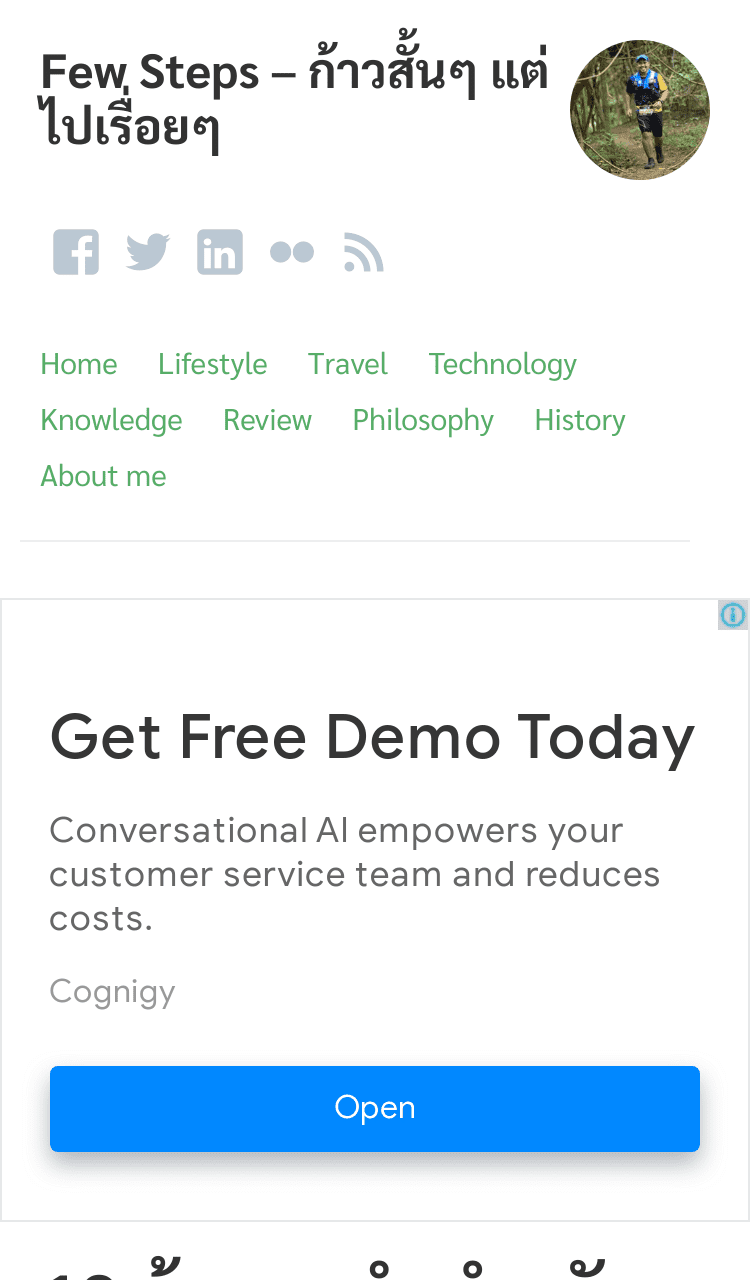 Few Steps – ก้าวสั้นๆ แต่
ไปเรื่อยๆ
Home Lifestyle Travel Technology
Knowledge Review Philosophy History
About me
Get Free Demo Today
Conversational AI empowers your
customer service team and reduces
costs.
Cognigy
Open